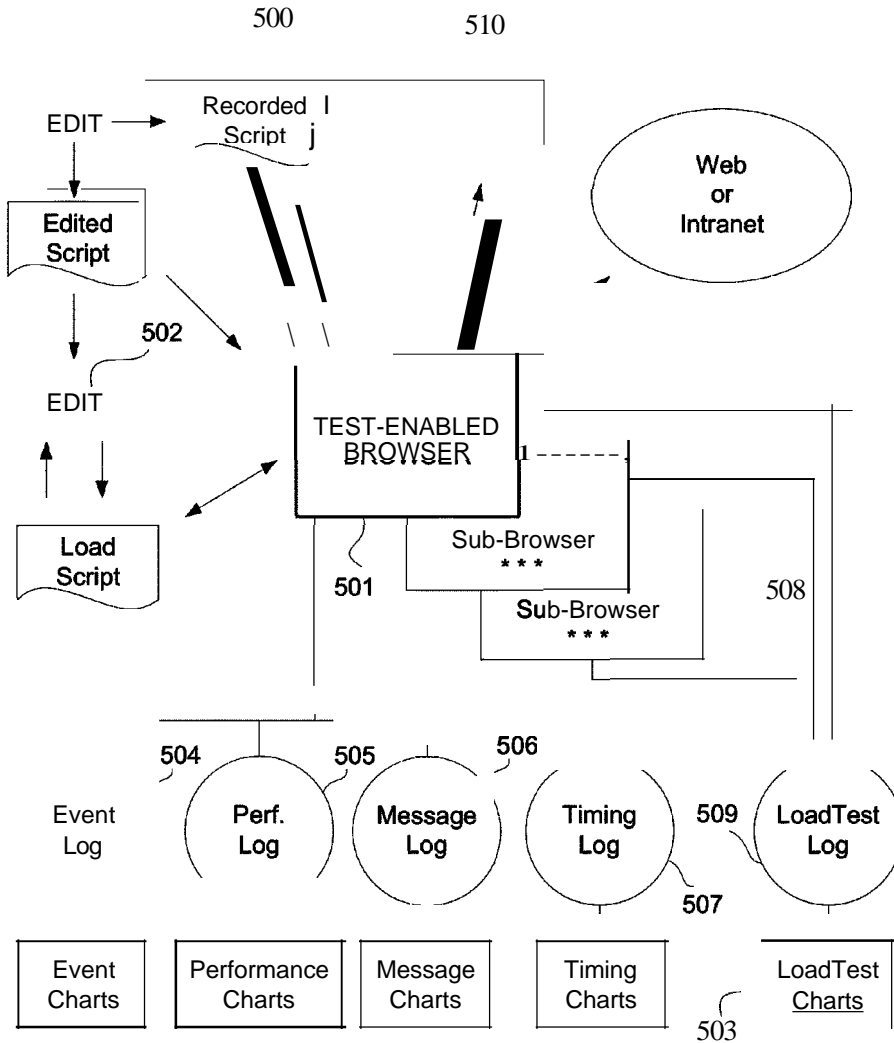 500
510
Recorded l
Script j
EDIT
Web
or
Intranet
Edited
Script
502
EDIT
TEST-ENABLED
BROWSER
1
Load
Script
Sub-Browser
* * *
501
508
Sub-Browser
* * *
504
505
506
Event
Log
Perf.
Log
Message
Log
Timing
Log
509
LoadTest
Log
507
Event
Charts
Performance
Charts
Message
Charts
Timing
Charts
LoadTest
Charts
503